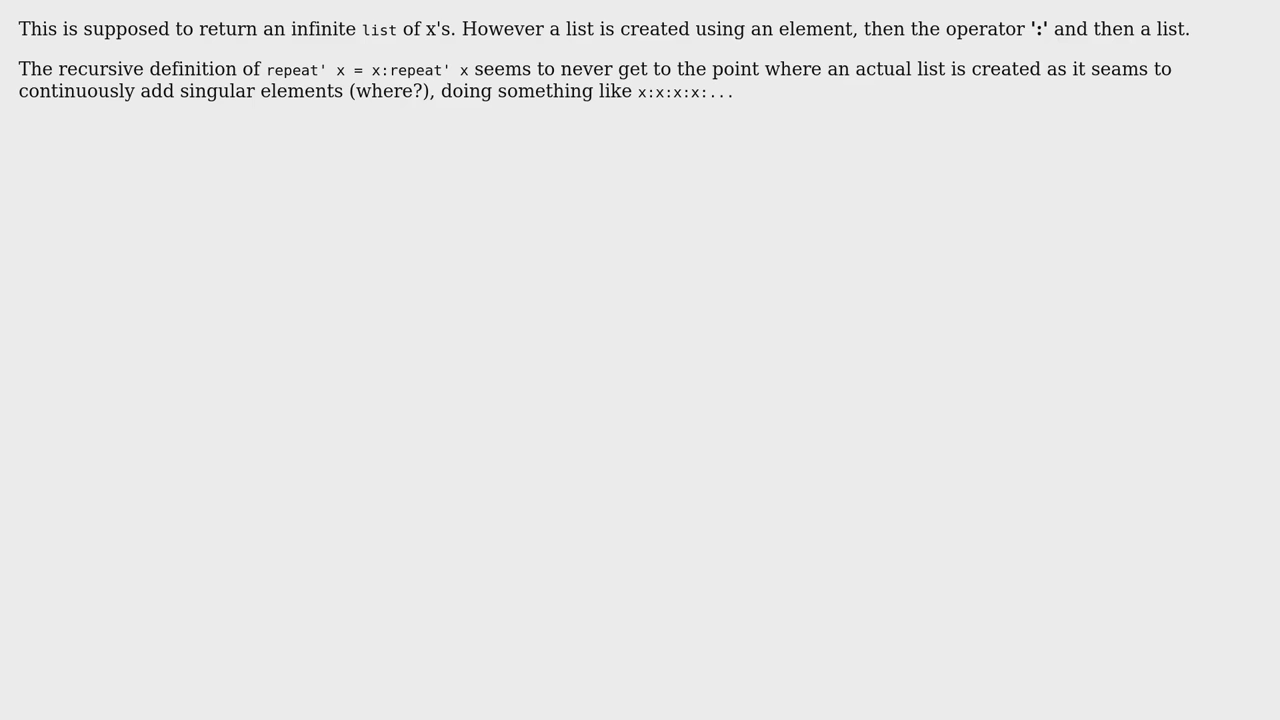 This is supposed to return an infinite list of x's. However a list is created using an element, then the operator ':' and then a list.
The recursive definition of repeat' x = x:repeat' x seems to never get to the point where an actual list is created as it seams to
continuously add singular elements (where?), doing something like x:x:x:x:...